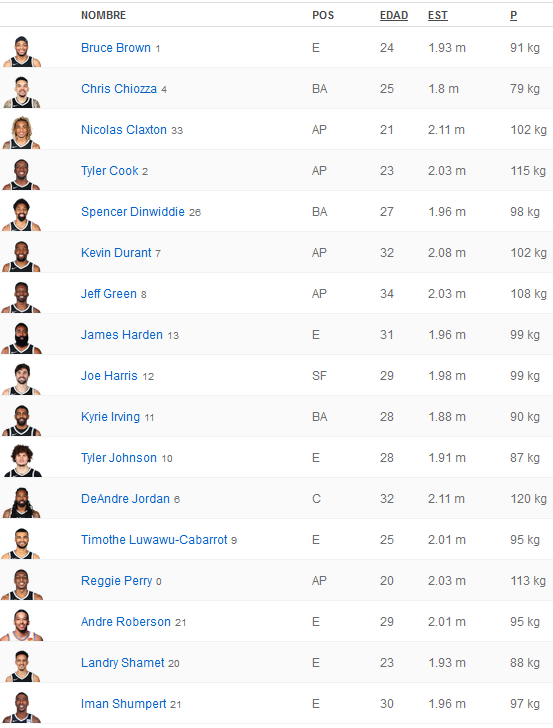 NOMBRE POS EDAD EST P
Bruce Brown 1 E 24 1.93 m 91 kg
Chris Chiozza 4 BA 25 1.8 m 79 kg
Nicolas Claxton 33 AP 21 2.11 m 102 kg
Tyler Cook 2 AP 23 2.03 m 115 kg
Spencer Dinwiddie 26 BA 27 1.96 m 98 kg
Kevin Durant 7 AP 32 2.08 m 102 kg
Jeff Green 8 AP 34 2.03 m 108 kg
James Harden 13 E 31 1.96 m 99 kg
Joe Harris 12 SF 29 1.98 m 99 kg
Kyrie Irving 11 BA 28 1.88 m 90 kg
Tyler Johnson 10 E 28 1.91 m 87 kg
DeAndre Jordan 6 C 32 2.11 m 120 kg
Timothe Luwawu-Cabarrot 9 E 25 2.01 m 95 kg
Reggie Perry 0 AP 20 2.03 m 113 kg
Andre Roberson 21 E 29 2.01 m 95 kg
Landry Shamet 20 E 23 1.93 m 88 kg
Iman Shumpert 21 E 30 1.96 m 97 kg